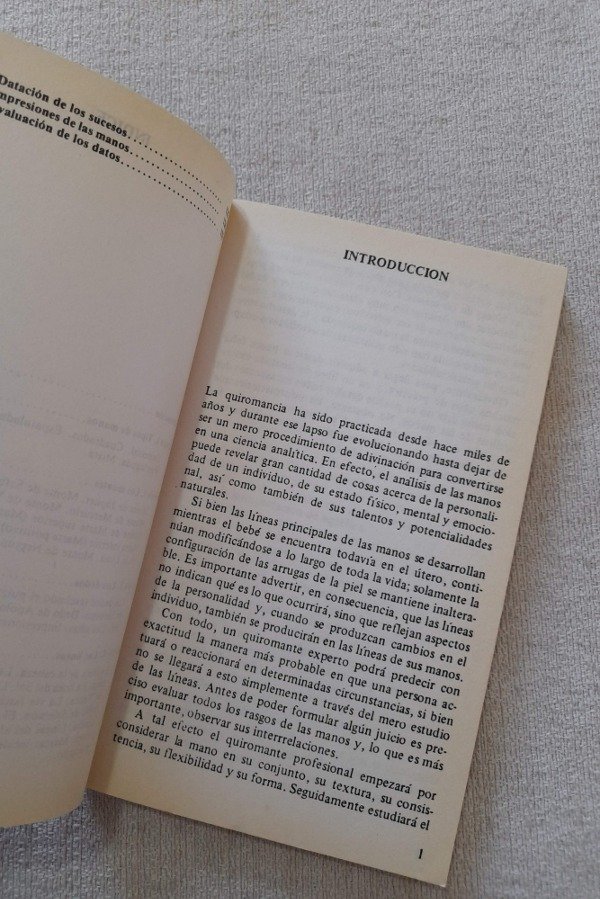 Datación de los sucesos. . . .
mpresiones de las manos. . . .
valuación de los datos. . . .
INTRODUCCION
La quiromancia ha sido practicada desde hace miles de
años y durante ese lapso fue evolucionando hasta dejar de
ser un mero procedimiento de adivinación para convertirse
en una ciencia analítica. En efecto, el análisis de las manos
puede revelar gran cantidad de cosas acerca de la personali-
dad de un individuo, de su estado físico, mental y emocio-
nal, así como también de sus talentos y potencialidades
naturales.
Si bien las líneas principales de las manos se desarrollan
mientras el bebé se encuentra todavía en el útero, conti-
núan modificándose a lo largo de toda la vida; solamente la
configuración de las arrugas de la piel se mantiene inaltera-
ble. Es importante advertir, en consecuencia, que las líneas
no indican qué es lo que ocurrirá, sino que reflejan aspectos
de la personalidad y, cuando se produzcan cambios en el
individuo, también se producirán en las líneas de sus manos.
Con todo, un quiromante experto podrá predecir con
exactitud la manera más probable en que una persona ac-
tuará o reaccionará en determinadas circunstancias, si bien
no se llegará a esto simplemente a través del mero estudio
de las líneas. Antes de poder formular algún juicio es pre-
ciso evaluar todos los rasgos de las manos y, lo que es más
importante, observar sus interrrelaciones.
A tal efecto el quiromante profesional empezará por
considerar la mano en su conjunto, su textura, su consis-
tencia, su flexibilidad y su forma. Seguidamente estudiará el
1